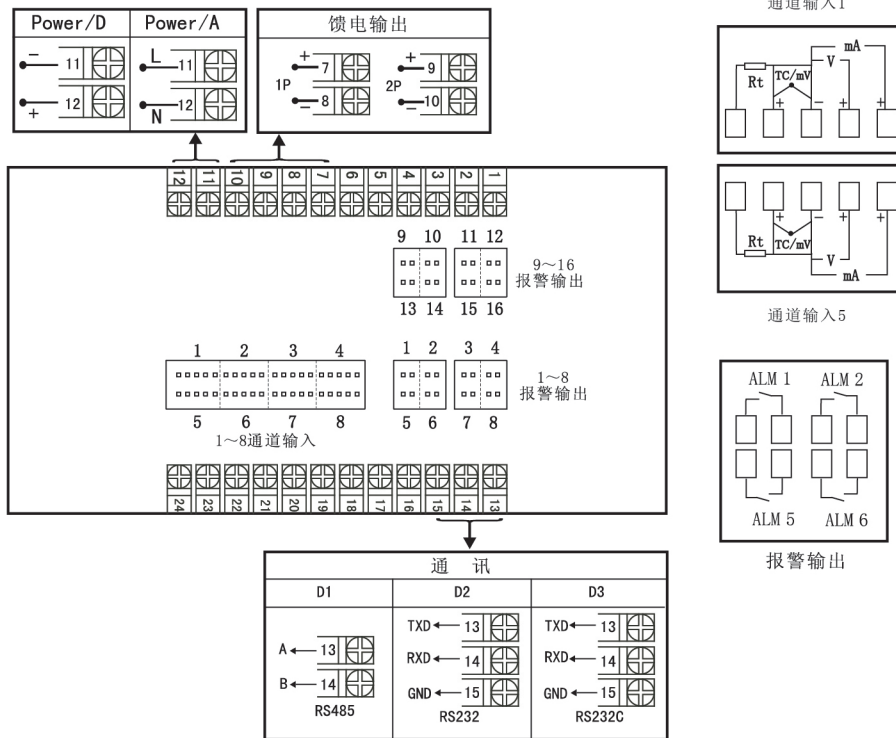 通道输入1
Power/D Power/A
馈电输出
- 11
+ 12
L 11
N 12
1P + 7
- 8
2P + 9
- 10
mA
V
Rt TC/mV
+ - + +
12 11 10 9 8 7 6 5 4 3 2 1
+ - + +
Rt TC/mV
V
mA
通道输入5
9 10 11 12
9~16
报警输出
13 14 15 16
1 2 3 4
5 6 7 8
1~8通道输入
1 2 3 4
1~8
报警输出
5 6 7 8
ALM 1 ALM 2
ALM 5 ALM 6
报警输出
24 23 22 21 20 19 18 17 16 15 14 13
通 讯
D1 D2 D3
A 13
B 14
RS485
TXD 13
RXD 14
GND 15
RS232
TXD 13
RXD 14
GND 15
RS232C